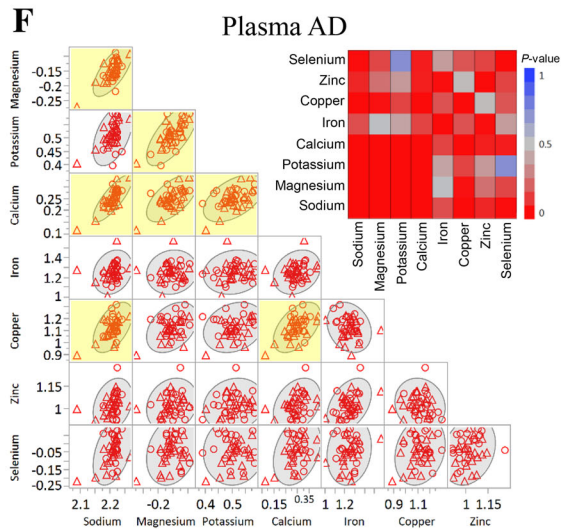 F
Plasma AD
Magnesium
-0.15
-0.2
-0.25
Potassium
0.5
0.45
0.4
Calcium
0.25
0.2
0.1
Iron
1.4
1.2
1
Copper
1.2
1.1
1
0.9
Zinc
1.15
1
Selenium
-0.05
-0.15
-0.25
2.1 2.2 -0.2 0.4 0.5 0.15 0.35 1 1.2 0.9 1.1 1 1.15
Sodium Magnesium Potassium Calcium Iron Copper Zinc
Selenium
Zinc
Copper
Iron
Calcium
Potassium
Magnesium
Sodium
Sodium Magnesium Potassium Calcium Iron Copper Zinc Selenium
P-value
1
0.5
0